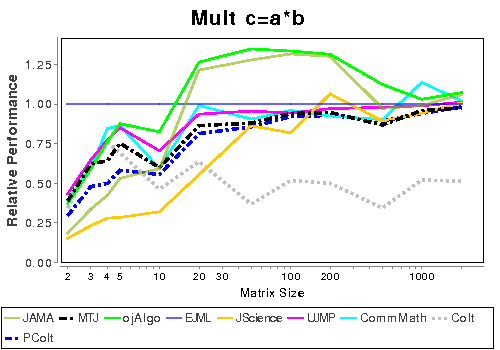 Mult c=a*b
Relative Performance
1.25
1.00
0.75
0.50
0.25
0.00
2 3 4 5 10 20 30 100 200 1000
Matrix Size
JAMA MTJ ojAlgo EJML JScience UJMP CommMath Colt
PColt